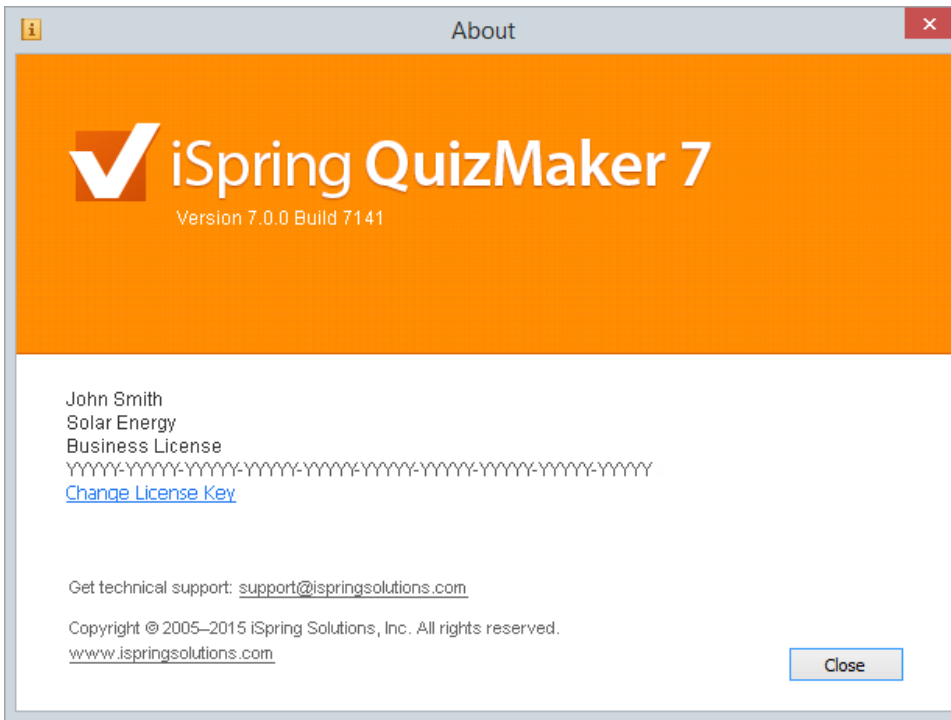 About
iSpring QuizMaker 7
Version 7.0.0 Build 7141
John Smith
Solar Energy
Business License
YYYYY-YYYYY-YYYYY-YYYYY-YYYYY-YYYYY-YYYYY-YYYYY-YYYYY-YYYYY
Change License Key
Get technical support: support@ispringsolutions.com
Copyright © 2005–2015 iSpring Solutions, Inc. All rights reserved.
www.ispringsolutions.com
Close